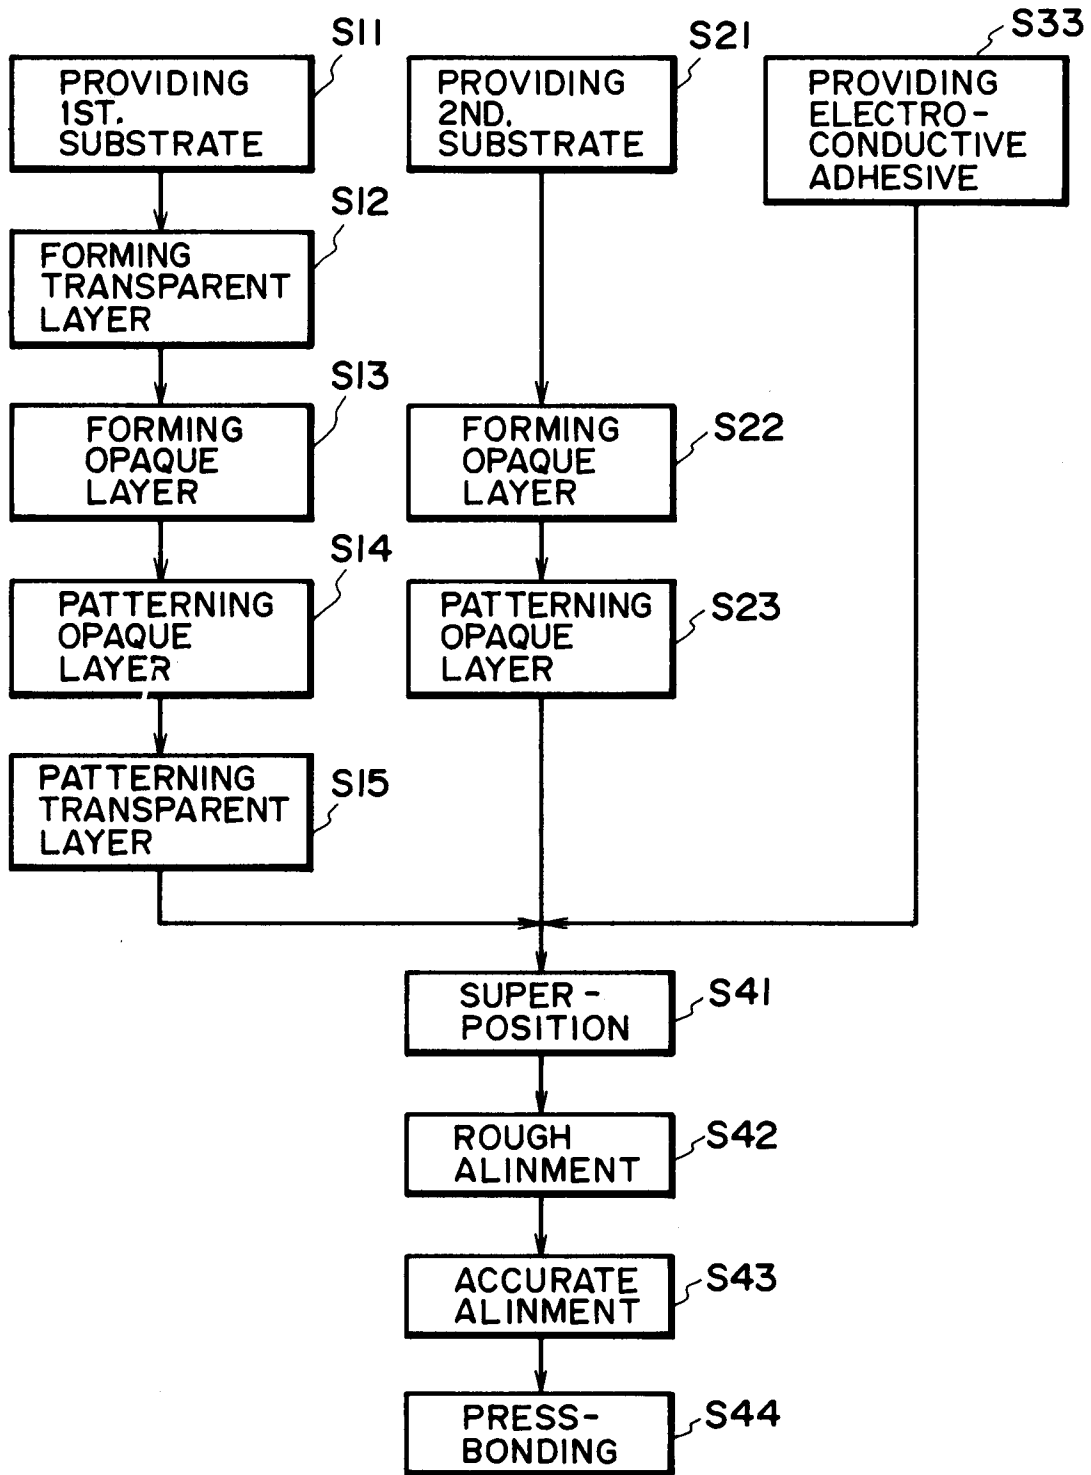 S11
PROVIDING
1ST.
SUBSTRATE
S21
PROVIDING
2ND.
SUBSTRATE
S33
PROVIDING
ELECTRO-
CONDUCTIVE
ADHESIVE
S12
FORMING
TRANSPARENT
LAYER
S13
FORMING
OPAQUE
LAYER
S22
FORMING
OPAQUE
LAYER
S14
PATTERNING
OPAQUE
LAYER
S23
PATTERNING
OPAQUE
LAYER
S15
PATTERNING
TRANSPARENT
LAYER
S41
SUPER-
POSITION
S42
ROUGH
ALINMENT
S43
ACCURATE
ALINMENT
S44
PRESS-
BONDING